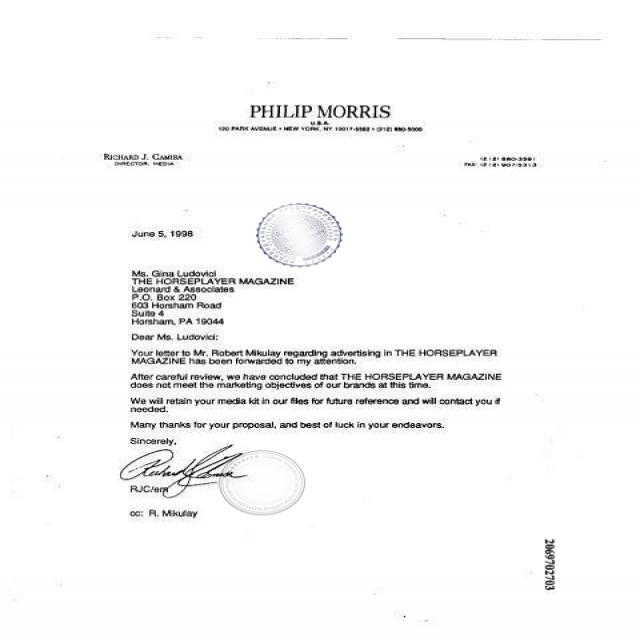 PHILIP MORRIS
U.S.A.
120 PARK AVENUE • NEW YORK, NY 10017-5592 • (212) 880-5000
RICHARD J. CAMISA
DIRECTOR, MEDIA
(212) 880-3591
FAX: (212) 907-5313
June 5, 1998
Ms. Gina Ludovici
THE HORSEPLAYER MAGAZINE
Leonard & Associates
P.O. Box 220
603 Horsham Road
Suite 4
Horsham, PA 19044
Dear Ms. Ludovici:
Your letter to Mr. Robert Mikulay regarding advertising in THE HORSEPLAYER
MAGAZINE has been forwarded to my attention.
After careful review, we have concluded that THE HORSEPLAYER MAGAZINE
does not meet the marketing objectives of our brands at this time.
We will retain your media kit in our files for future reference and will contact you if
needed.
Many thanks for your proposal, and best of luck in your endeavors.
Sincerely,
RJC/em
cc: R. Mikulay
2069702703